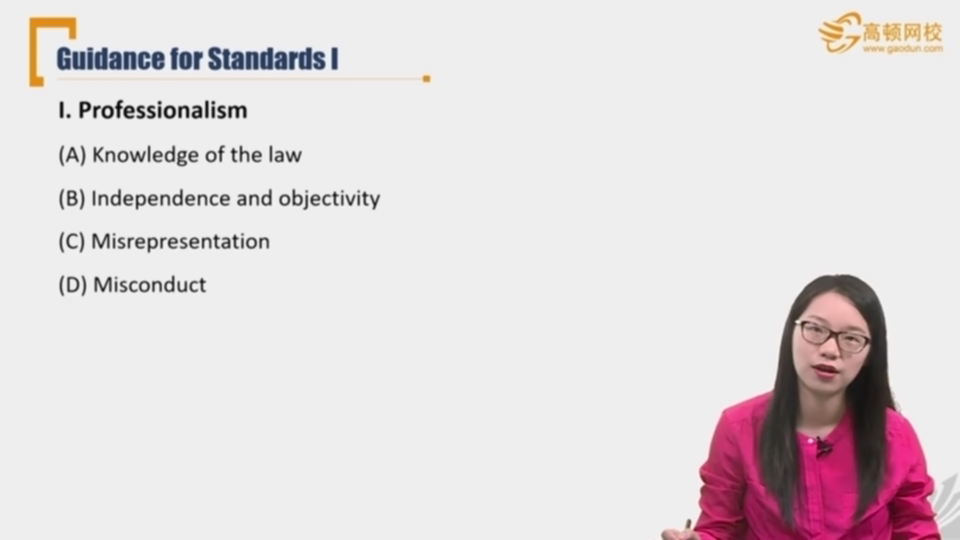 Guidance for Standards I
高顿网校
www.gaodun.com
I. Professionalism
(A) Knowledge of the law
(B) Independence and objectivity
(C) Misrepresentation
(D) Misconduct